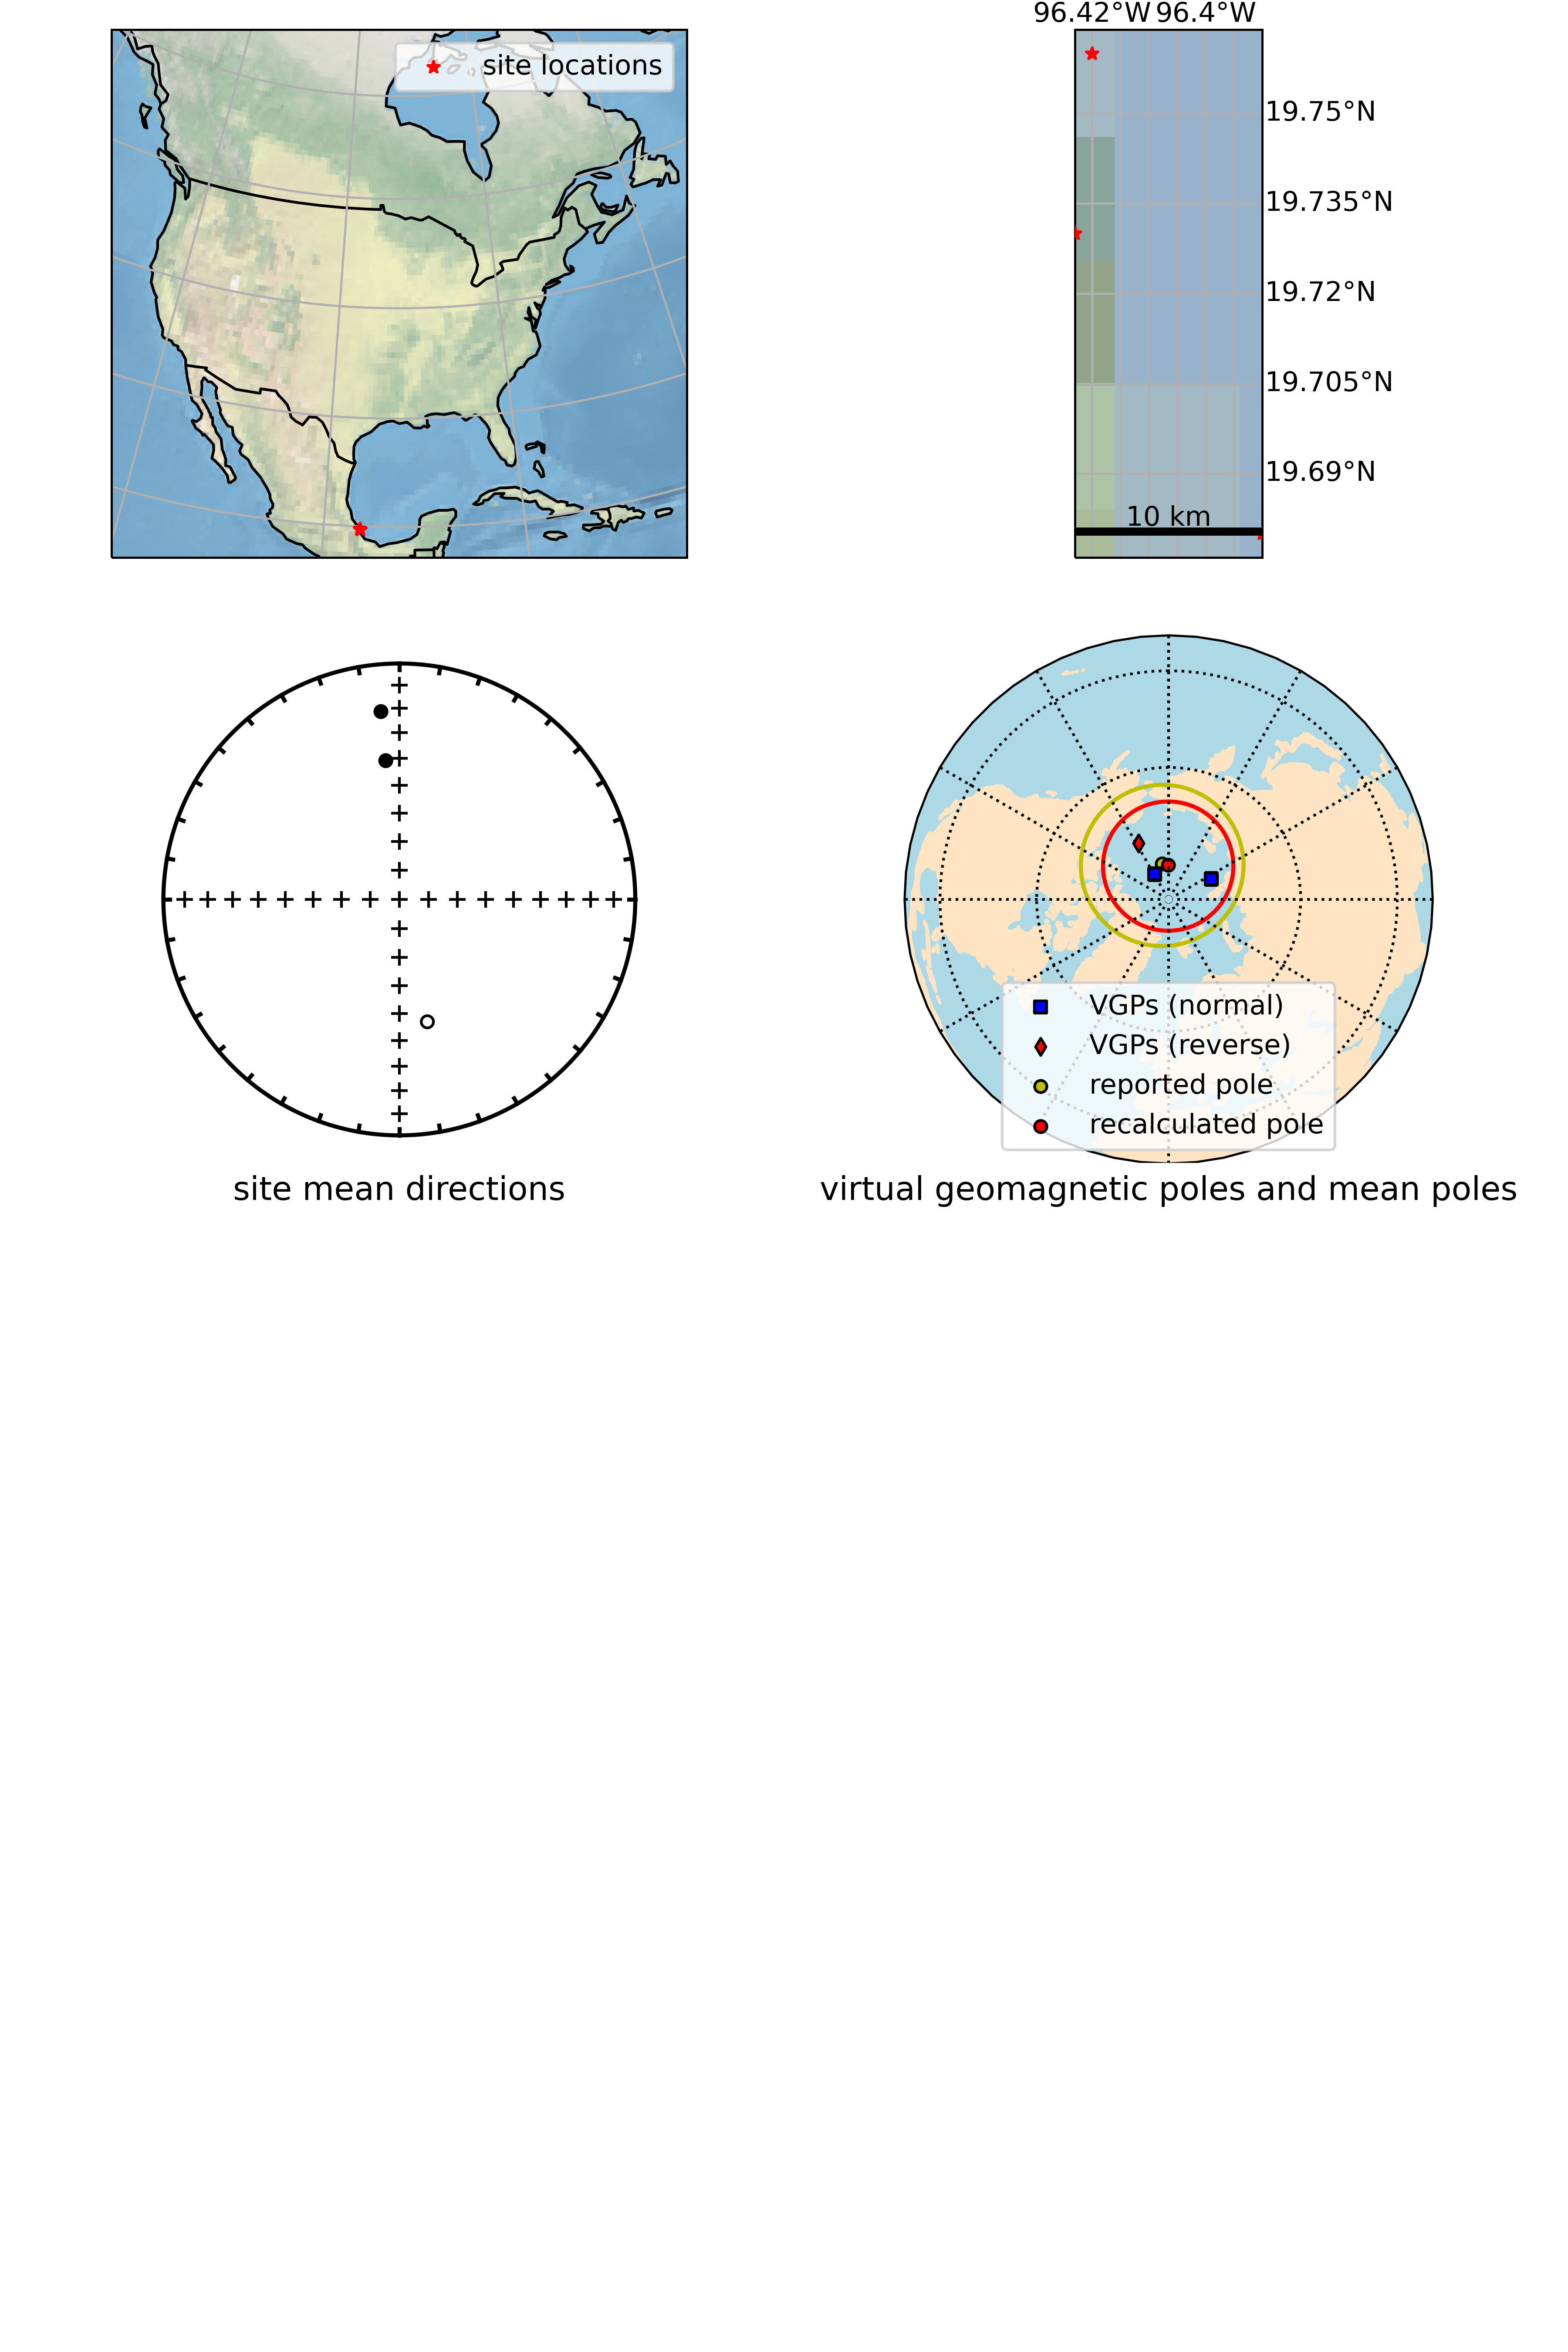 96.42°W 96.4°W
site locations
19.75°N
19.735°N
19.72°N
19.705°N
19.69°N
10 km
VGPs (normal)
VGPs (reverse)
reported pole
recalculated pole
site mean directions
virtual geomagnetic poles and mean poles